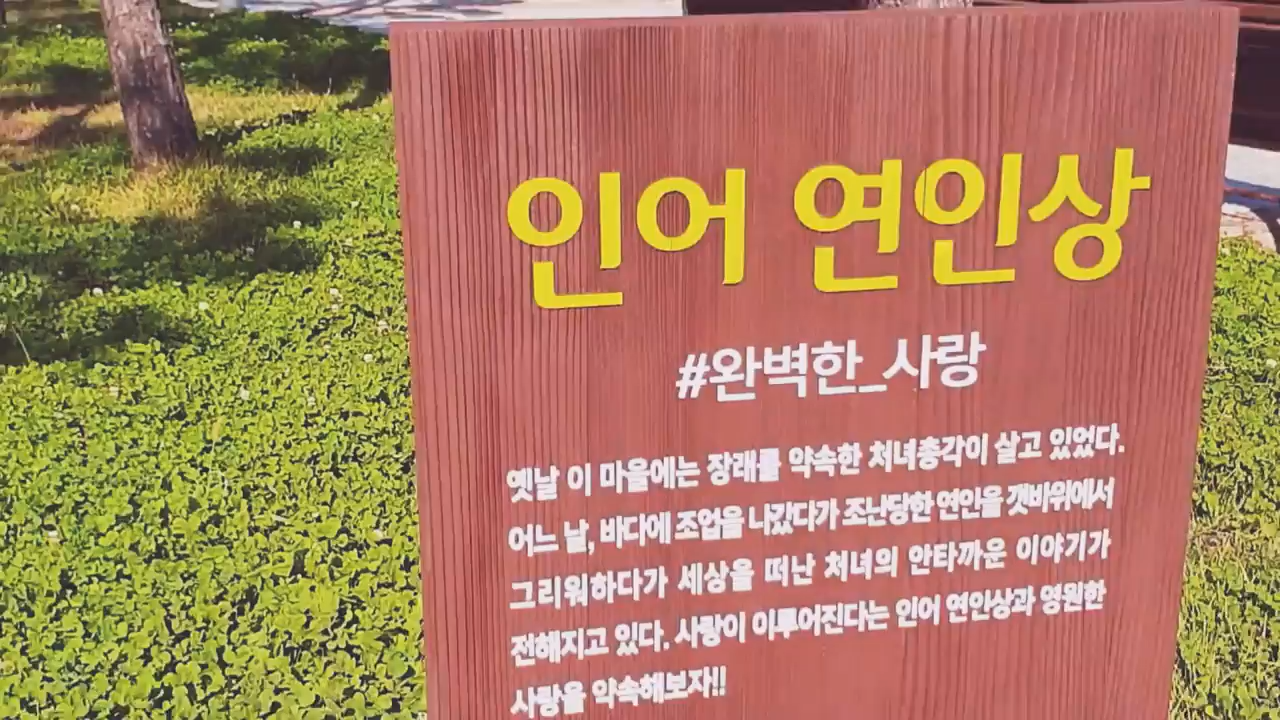 인어 연인상
#완벽한_사랑
옛날 이 마을에는 장래를 약속한 처녀총각이 살고 있었다.
어느 날, 바다에 조업을 나갔다가 조난당한 연인을 갯바위에서
그리워하다가 세상을 떠난 처녀의 안타까운 이야기가
전해지고 있다. 사랑이 이루어진다는 인어 연인상과 영원한
사랑을 약속해보자!!